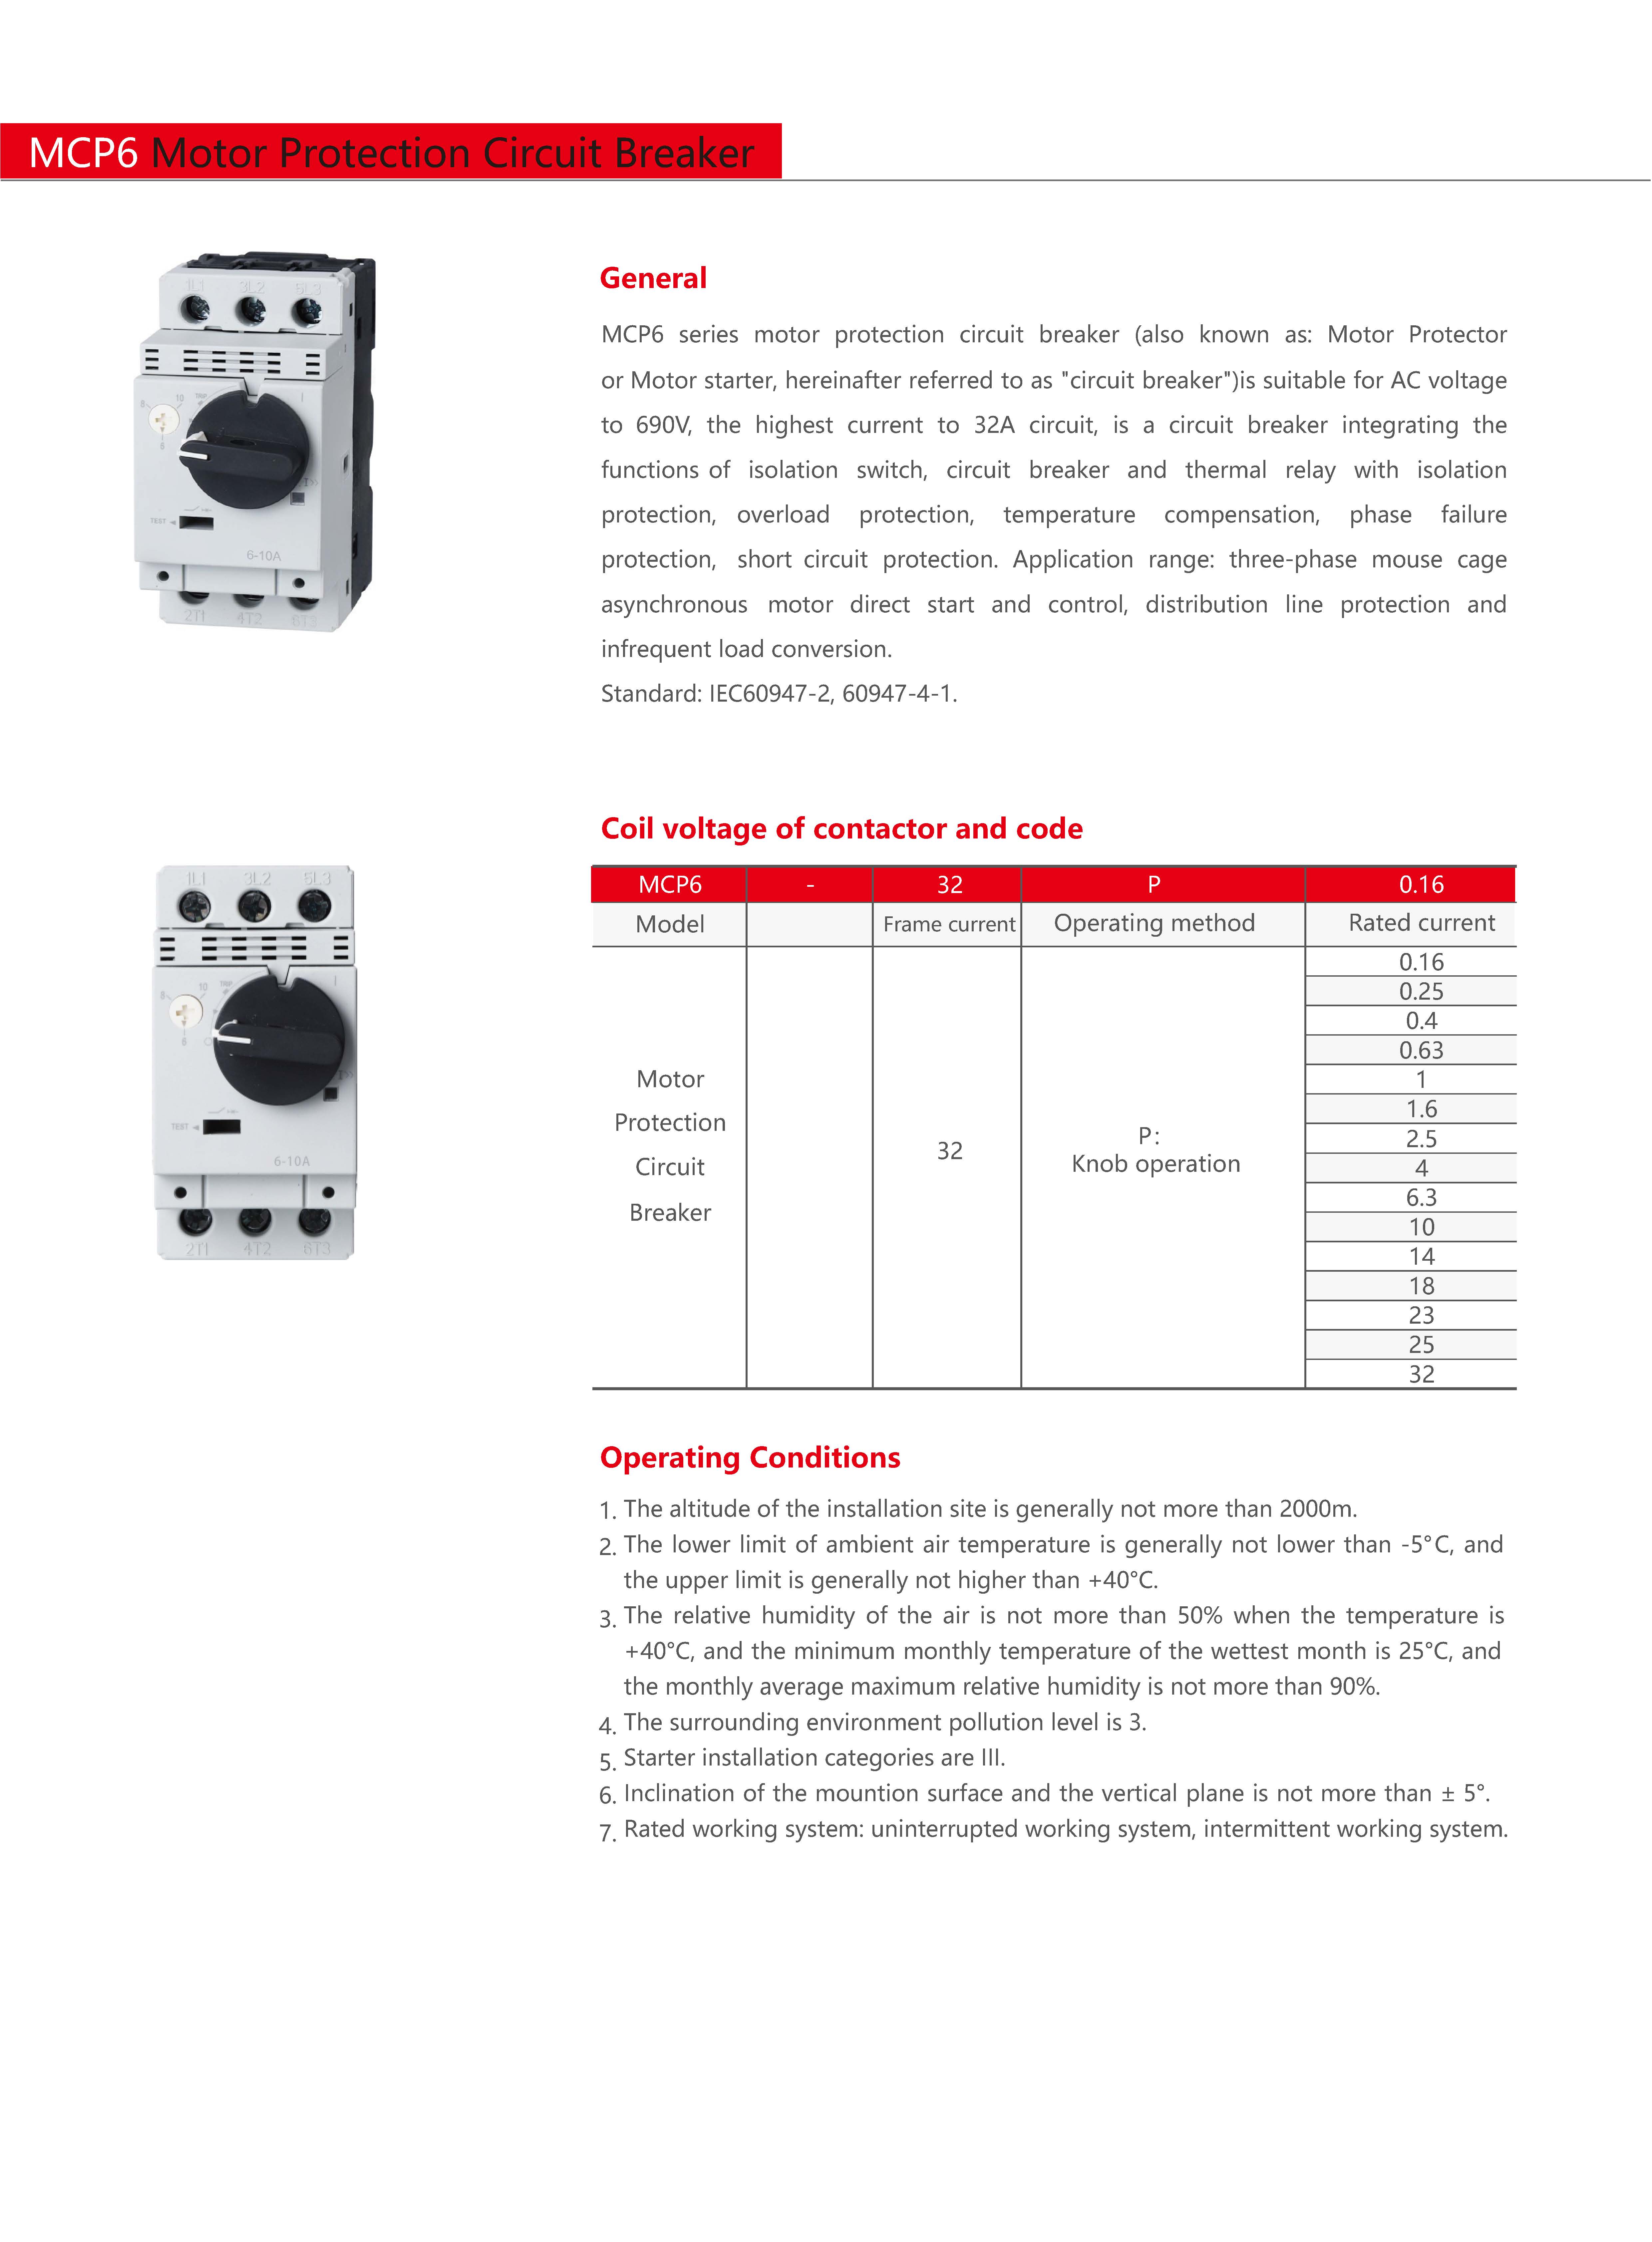 MCP6 Motor Protection Circuit Breaker
1L1 3L2 5L3
8 10 TRIP I
6
TEST
6-10A
2T1 4T2 6T3
General
MCP6 series motor protection circuit breaker (also known as: Motor Protector
or Motor starter, hereinafter referred to as "circuit breaker")is suitable for AC voltage
to 690V, the highest current to 32A circuit, is a circuit breaker integrating the
functions of isolation switch, circuit breaker and thermal relay with isolation
protection, overload protection, temperature compensation, phase failure
protection, short circuit protection. Application range: three-phase mouse cage
asynchronous motor direct start and control, distribution line protection and
infrequent load conversion.
Standard: IEC60947-2, 60947-4-1.
1L1 3L2 5L3
8 10 TRIP I
6
TEST
6-10A
2T1 4T2 6T3
Coil voltage of contactor and code
MCP6 - 32 P 0.16
Model Frame current Operating method Rated current
Motor
Protection
Circuit
Breaker
32
P:
Knob operation
0.16
0.25
0.4
0.63
1
1.6
2.5
4
6.3
10
14
18
23
25
32
Operating Conditions
1. The altitude of the installation site is generally not more than 2000m.
2. The lower limit of ambient air temperature is generally not lower than -5°C, and
the upper limit is generally not higher than +40°C.
3. The relative humidity of the air is not more than 50% when the temperature is
+40°C, and the minimum monthly temperature of the wettest month is 25°C, and
the monthly average maximum relative humidity is not more than 90%.
4. The surrounding environment pollution level is 3.
5. Starter installation categories are III.
6. Inclination of the mountion surface and the vertical plane is not more than ± 5°.
7. Rated working system: uninterrupted working system, intermittent working system.